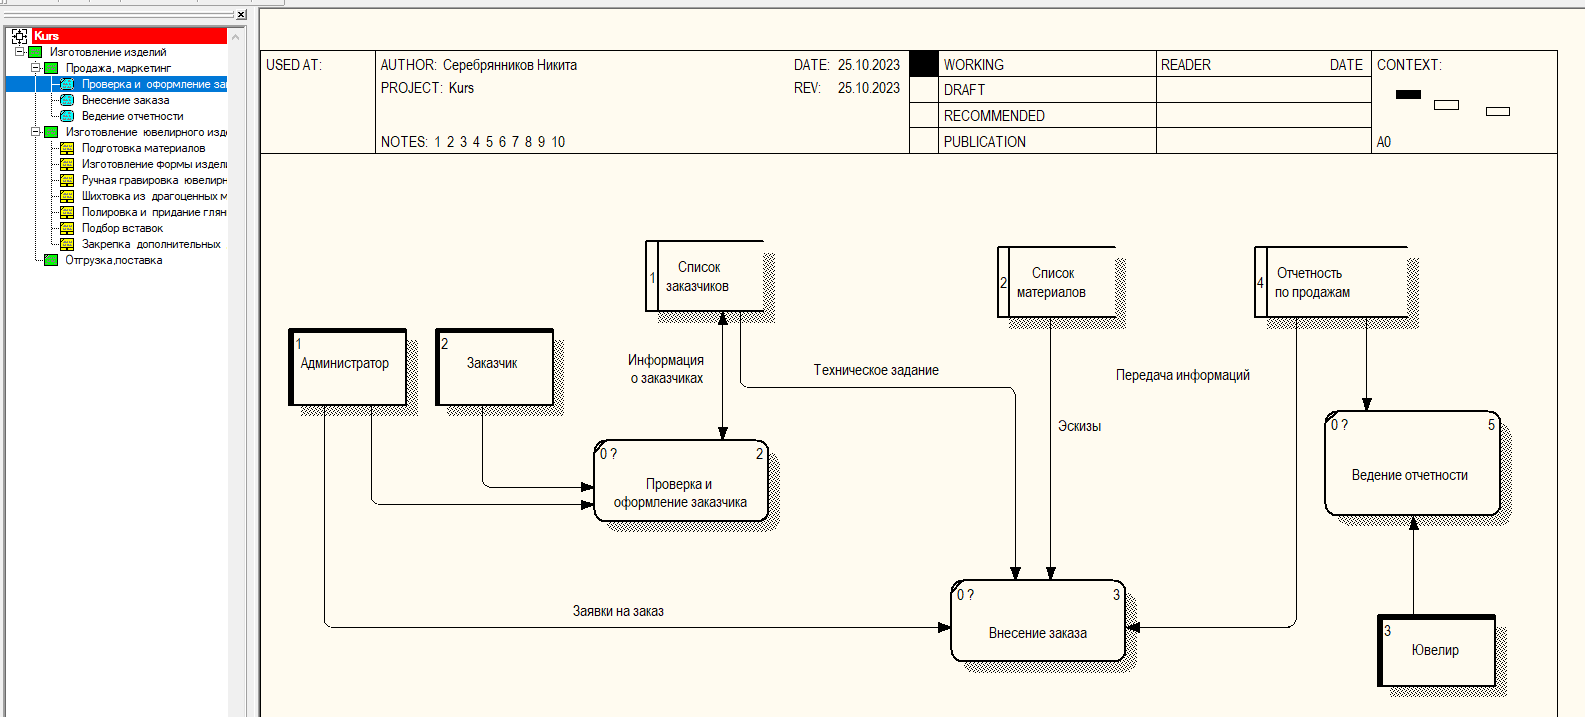 Kurs
Изготовление изделий
Продажа, маркетинг
Проверка и оформление за
Внесение заказа
Ведение отчетности
Изготовление ювелирного изд
Подготовка материалов
Изготовление формы издел
Ручная гравировка ювелирн
Шихтовка из драгоценных м
Полировка и придание глян
Подбор вставок
Закрепка дополнительных
Отгрузка,поставка
USED AT:
AUTHOR: Серебрянников Никита
DATE: 25.10.2023
PROJECT: Kurs
REV: 25.10.2023
NOTES: 1 2 3 4 5 6 7 8 9 10
WORKING
DRAFT
RECOMMENDED
PUBLICATION
READER DATE
CONTEXT:
A0
1
Список
заказчиков
2
Список
материалов
4
Отчетность
по продажам
1
Администратор
2
Заказчик
Информация
о заказчиках
Техническое задание
Передача информаций
Эскизы
0 ? 2
Проверка и
оформление заказчика
0 ? 5
Ведение отчетности
Заявки на заказ
0 ? 3
Внесение заказа
3
Ювелир